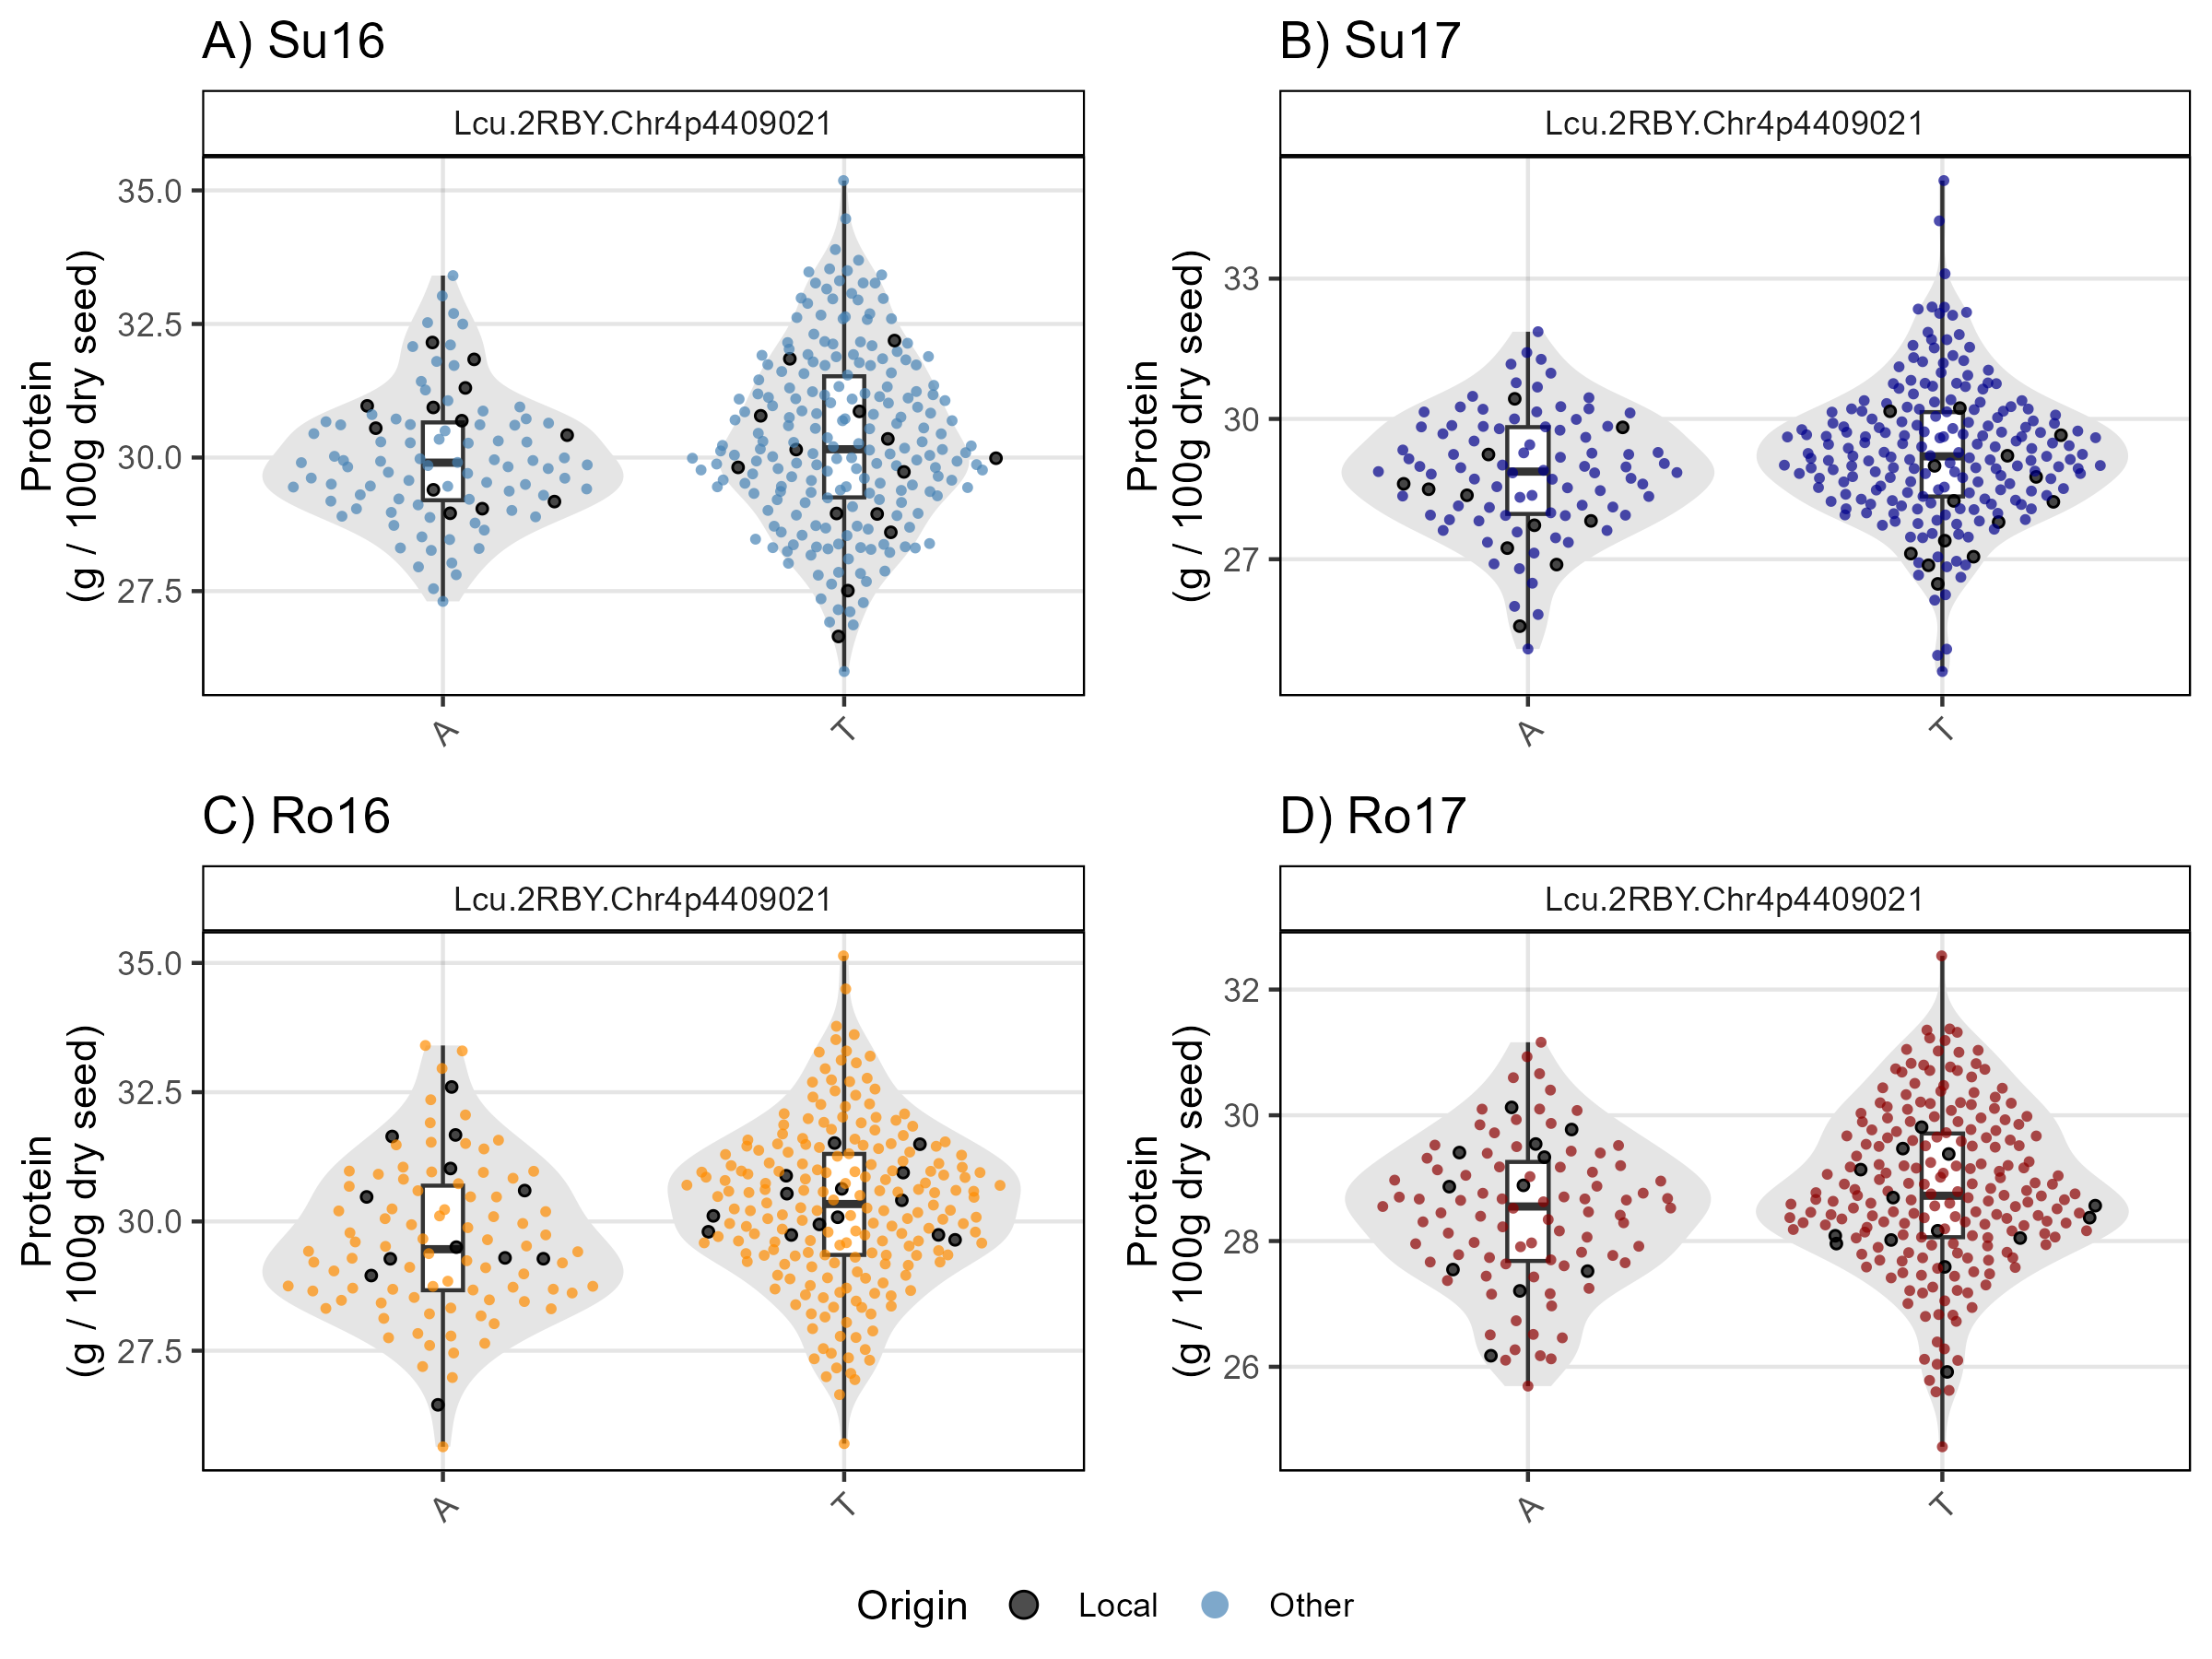 A) Su16
Lcu.2RBY.Chr4p4409021
Protein
(g / 100g dry seed)
35.0
32.5
30.0
27.5
A
T
B) Su17
Lcu.2RBY.Chr4p4409021
Protein
(g / 100g dry seed)
33
30
27
A
T
C) Ro16
Lcu.2RBY.Chr4p4409021
Protein
(g / 100g dry seed)
35.0
32.5
30.0
27.5
A
T
D) Ro17
Lcu.2RBY.Chr4p4409021
Protein
(g / 100g dry seed)
32
30
28
26
A
T
Origin Local Other